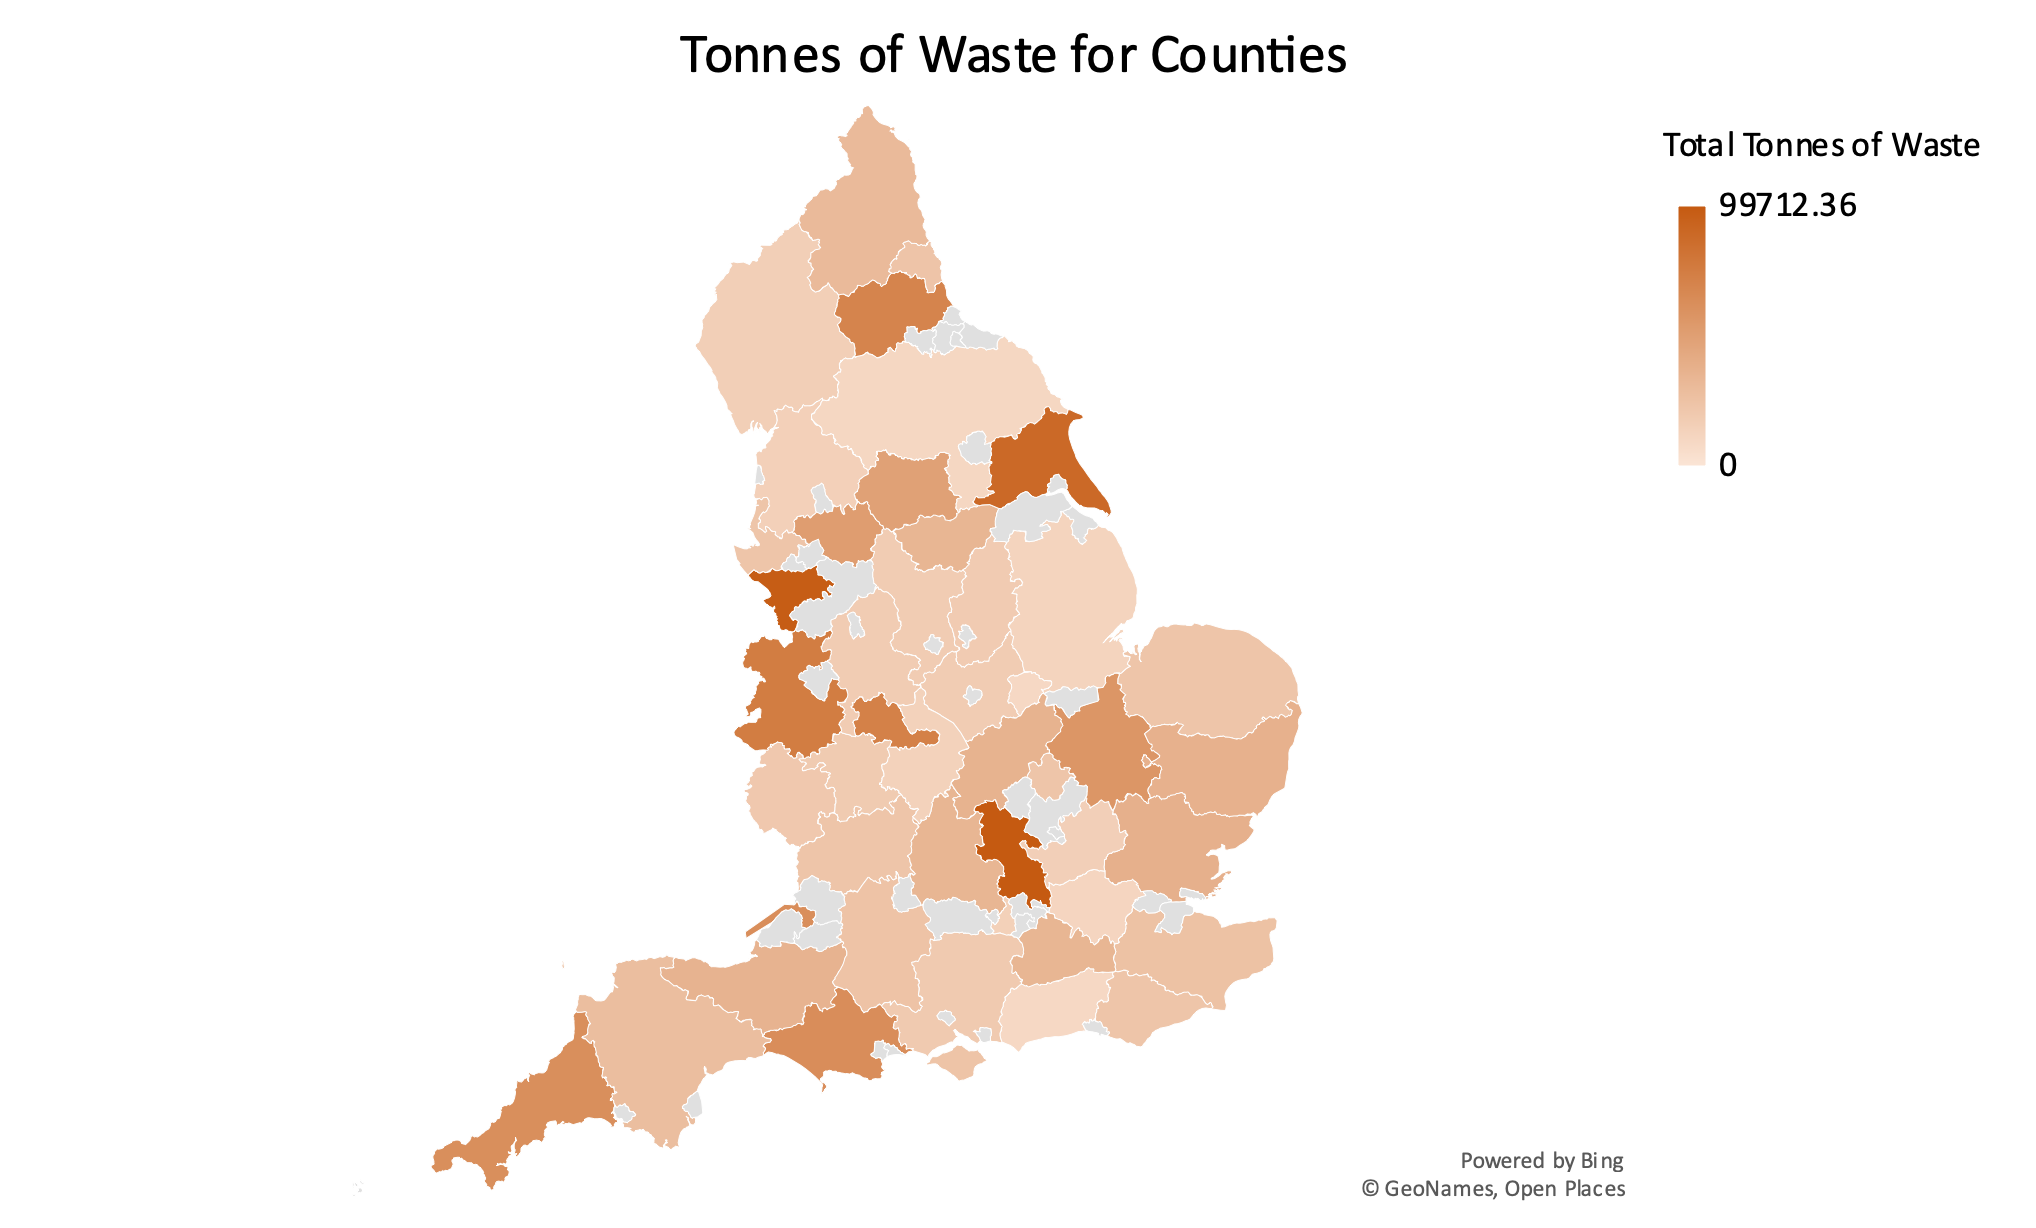 Tonnes of Waste for Counties
Total Tonnes of Waste
99712.36
0
Powered by Bing
© GeoNames, Open Places